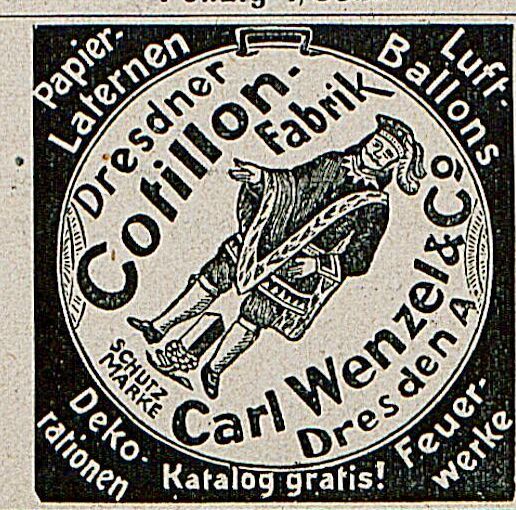 Papier-
Laternen
Luft-
Ballons
Dresdner
Cotillon-
Fabrik
SCHUTZ
MARKE
Carl Wenzel & Co
Dresden A.
Deko-
rationen
Feuer-
werke
Katalog gratis!